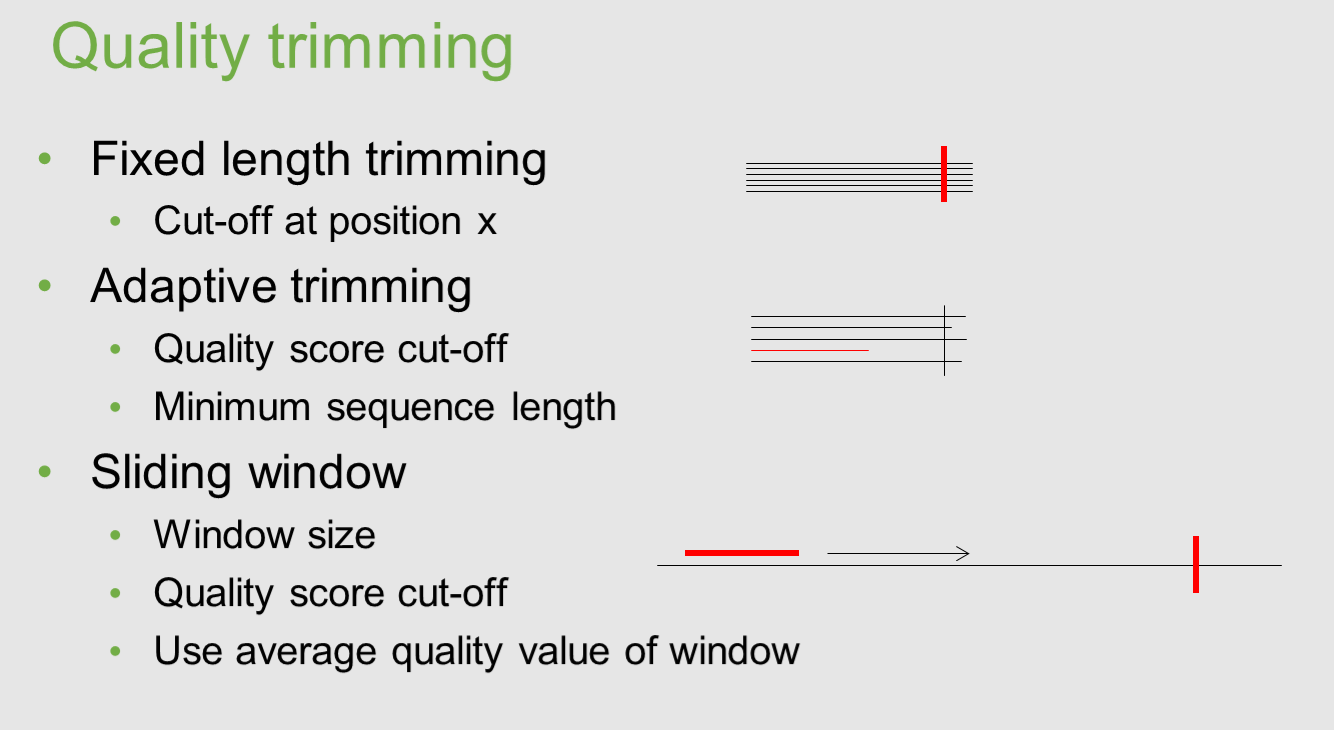 Quality trimming
• Fixed length trimming
• Cut-off at position x
• Adaptive trimming
• Quality score cut-off
• Minimum sequence length
• Sliding window
• Window size
• Quality score cut-off
• Use average quality value of window